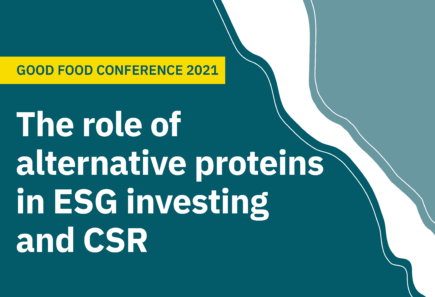 GOOD FOOD CONFERENCE 2021
The role of
alternative proteins
in ESG investing
and CSR